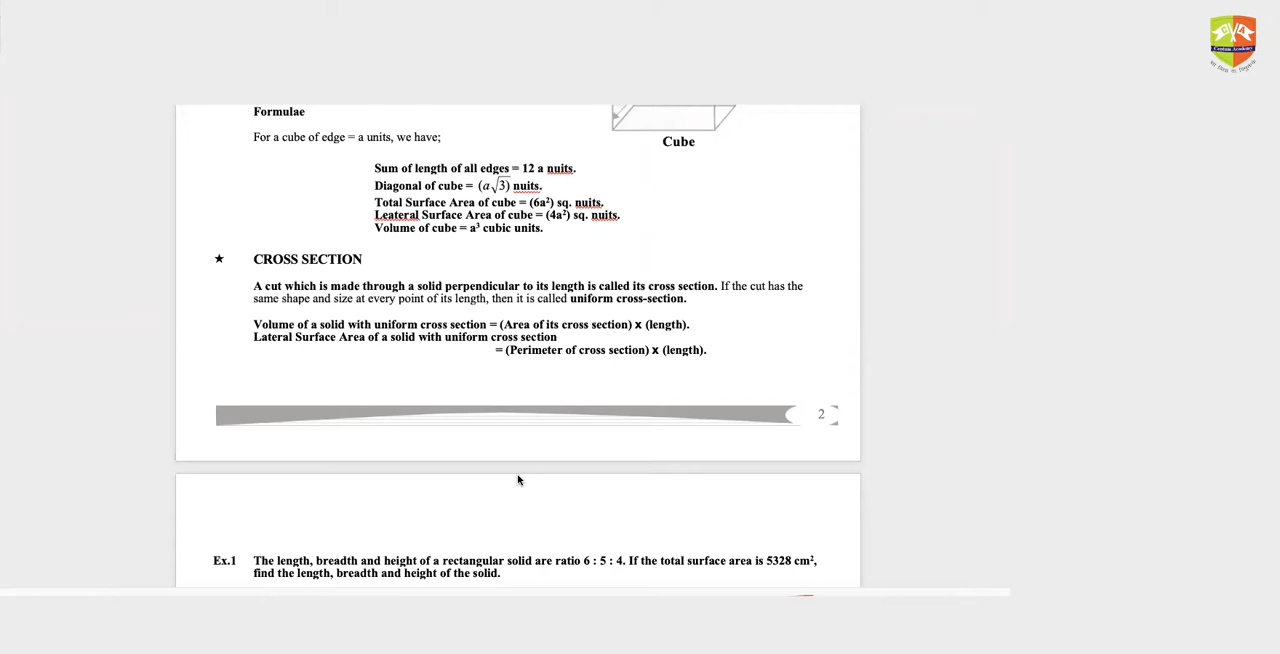 Centum Academy
Formulae
For a cube of edge = a units, we have;
Cube
Sum of length of all edges = 12 a nuits.
Diagonal of cube = (a√3) nuits.
Total Surface Area of cube = (6a²) sq. nuits.
Leateral Surface Area of cube = (4a²) sq. nuits.
Volume of cube = a³ cubic units.
★ CROSS SECTION
A cut which is made through a solid perpendicular to its length is called its cross section. If the cut has the
same shape and size at every point of its length, then it is called uniform cross-section.
Volume of a solid with uniform cross section = (Area of its cross section) x (length).
Lateral Surface Area of a solid with uniform cross section
= (Perimeter of cross section) x (length).
2
Ex.1 The length, breadth and height of a rectangular solid are ratio 6 : 5 : 4. If the total surface area is 5328 cm²,
find the length, breadth and height of the solid.